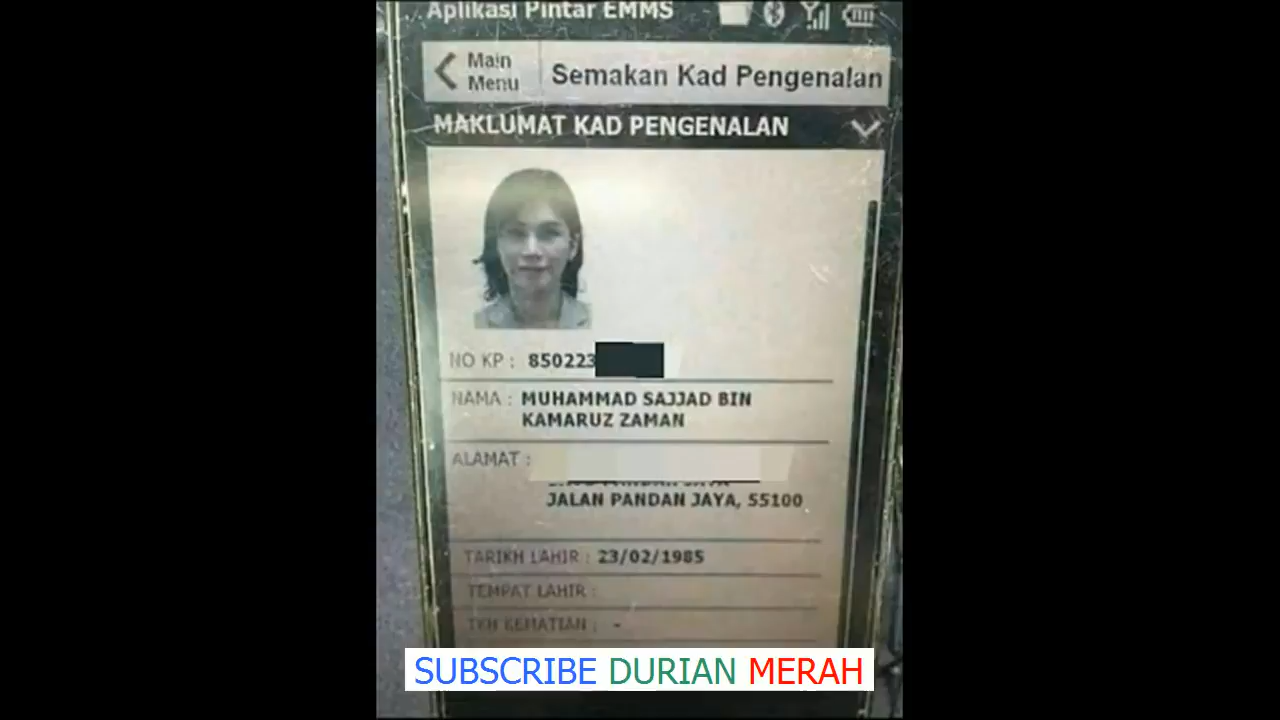 Aplikasi Pintar EMMS
Main
Menu
Semakan Kad Pengenalan
MAKLUMAT KAD PENGENALAN
NO KP : 850223
NAMA : MUHAMMAD SAJJAD BIN
KAMARUZ ZAMAN
ALAMAT :
JALAN PANDAN JAYA, 55100
TARIKH LAHIR : 23/02/1985
TEMPAT LAHIR :
TKH KEMATIAN : -
SUBSCRIBE DURIAN MERAH